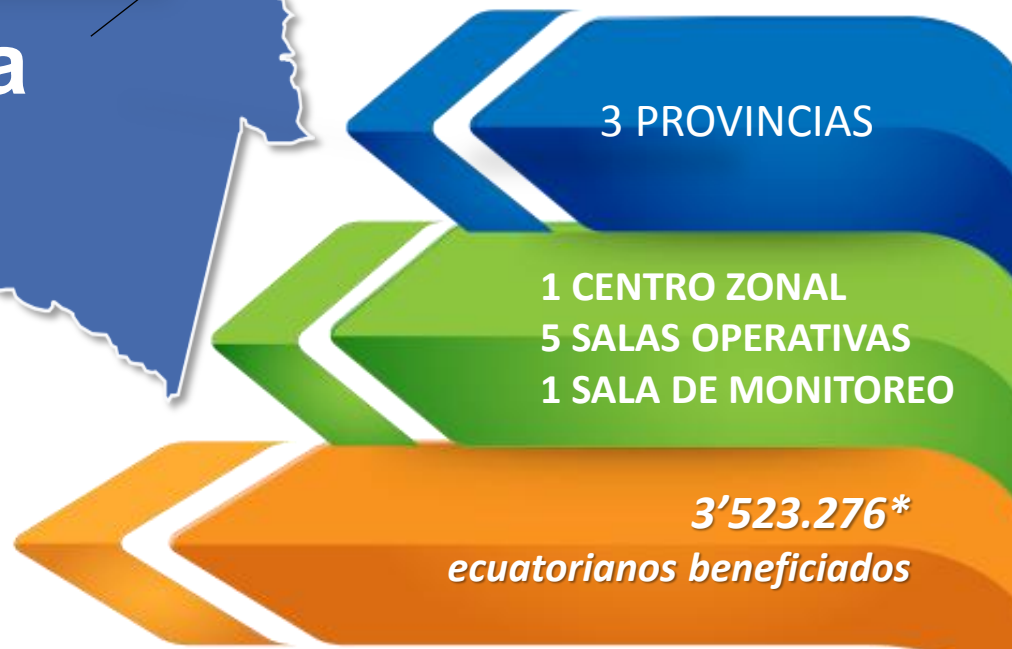 a
3 PROVINCIAS
1 CENTRO ZONAL
5 SALAS OPERATIVAS
1 SALA DE MONITOREO
3’523.276*
ecuatorianos beneficiados